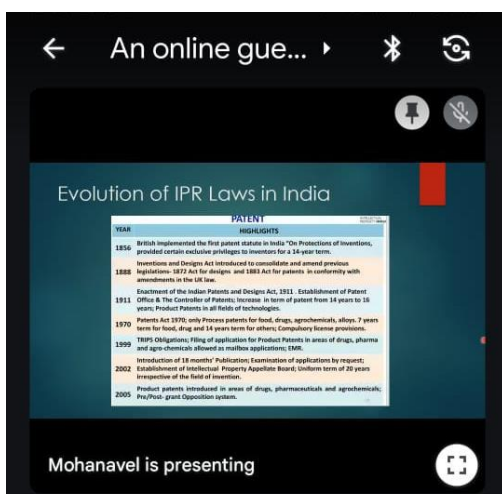 An online gue...
Evolution of IPR Laws in India
PATENT
YEAR HIGHLIGHTS
1856 British implemented the first patent statute in India "On Protections of Inventions,
provided certain exclusive privileges to inventors for a 14-year term.
1888 Inventions and Designs Act introduced to consolidate and amend previous
legislations- 1872 Act for designs and 1883 Act for patents in conformity with
amendments in the UK law.
1911 Enactment of the Indian Patents and Designs Act, 1911 . Establishment of Patent
Office & The Controller of Patents; Increase in term of patent from 14 years to 16
years; Product Patents in all fields of technologies.
1970 Patents Act 1970; only Process patents for food, drugs, agrochemicals, alloys. 7 years
term for food, drug and 14 years term for others; Compulsory license provisions.
1999 TRIPS Obligations; Filing of application for Product Patents in areas of drugs, pharma
and agro-chemicals allowed as mailbox applications; EMR.
2002 Introduction of 18 months' Publication; Examination of applications by request;
Establishment of Intellectual Property Appellate Board; Uniform term of 20 years
irrespective of the field of invention.
2005 Product patents introduced in areas of drugs, pharmaceuticals and agrochemicals;
Pre/Post- grant Opposition system.
Mohanavel is presenting